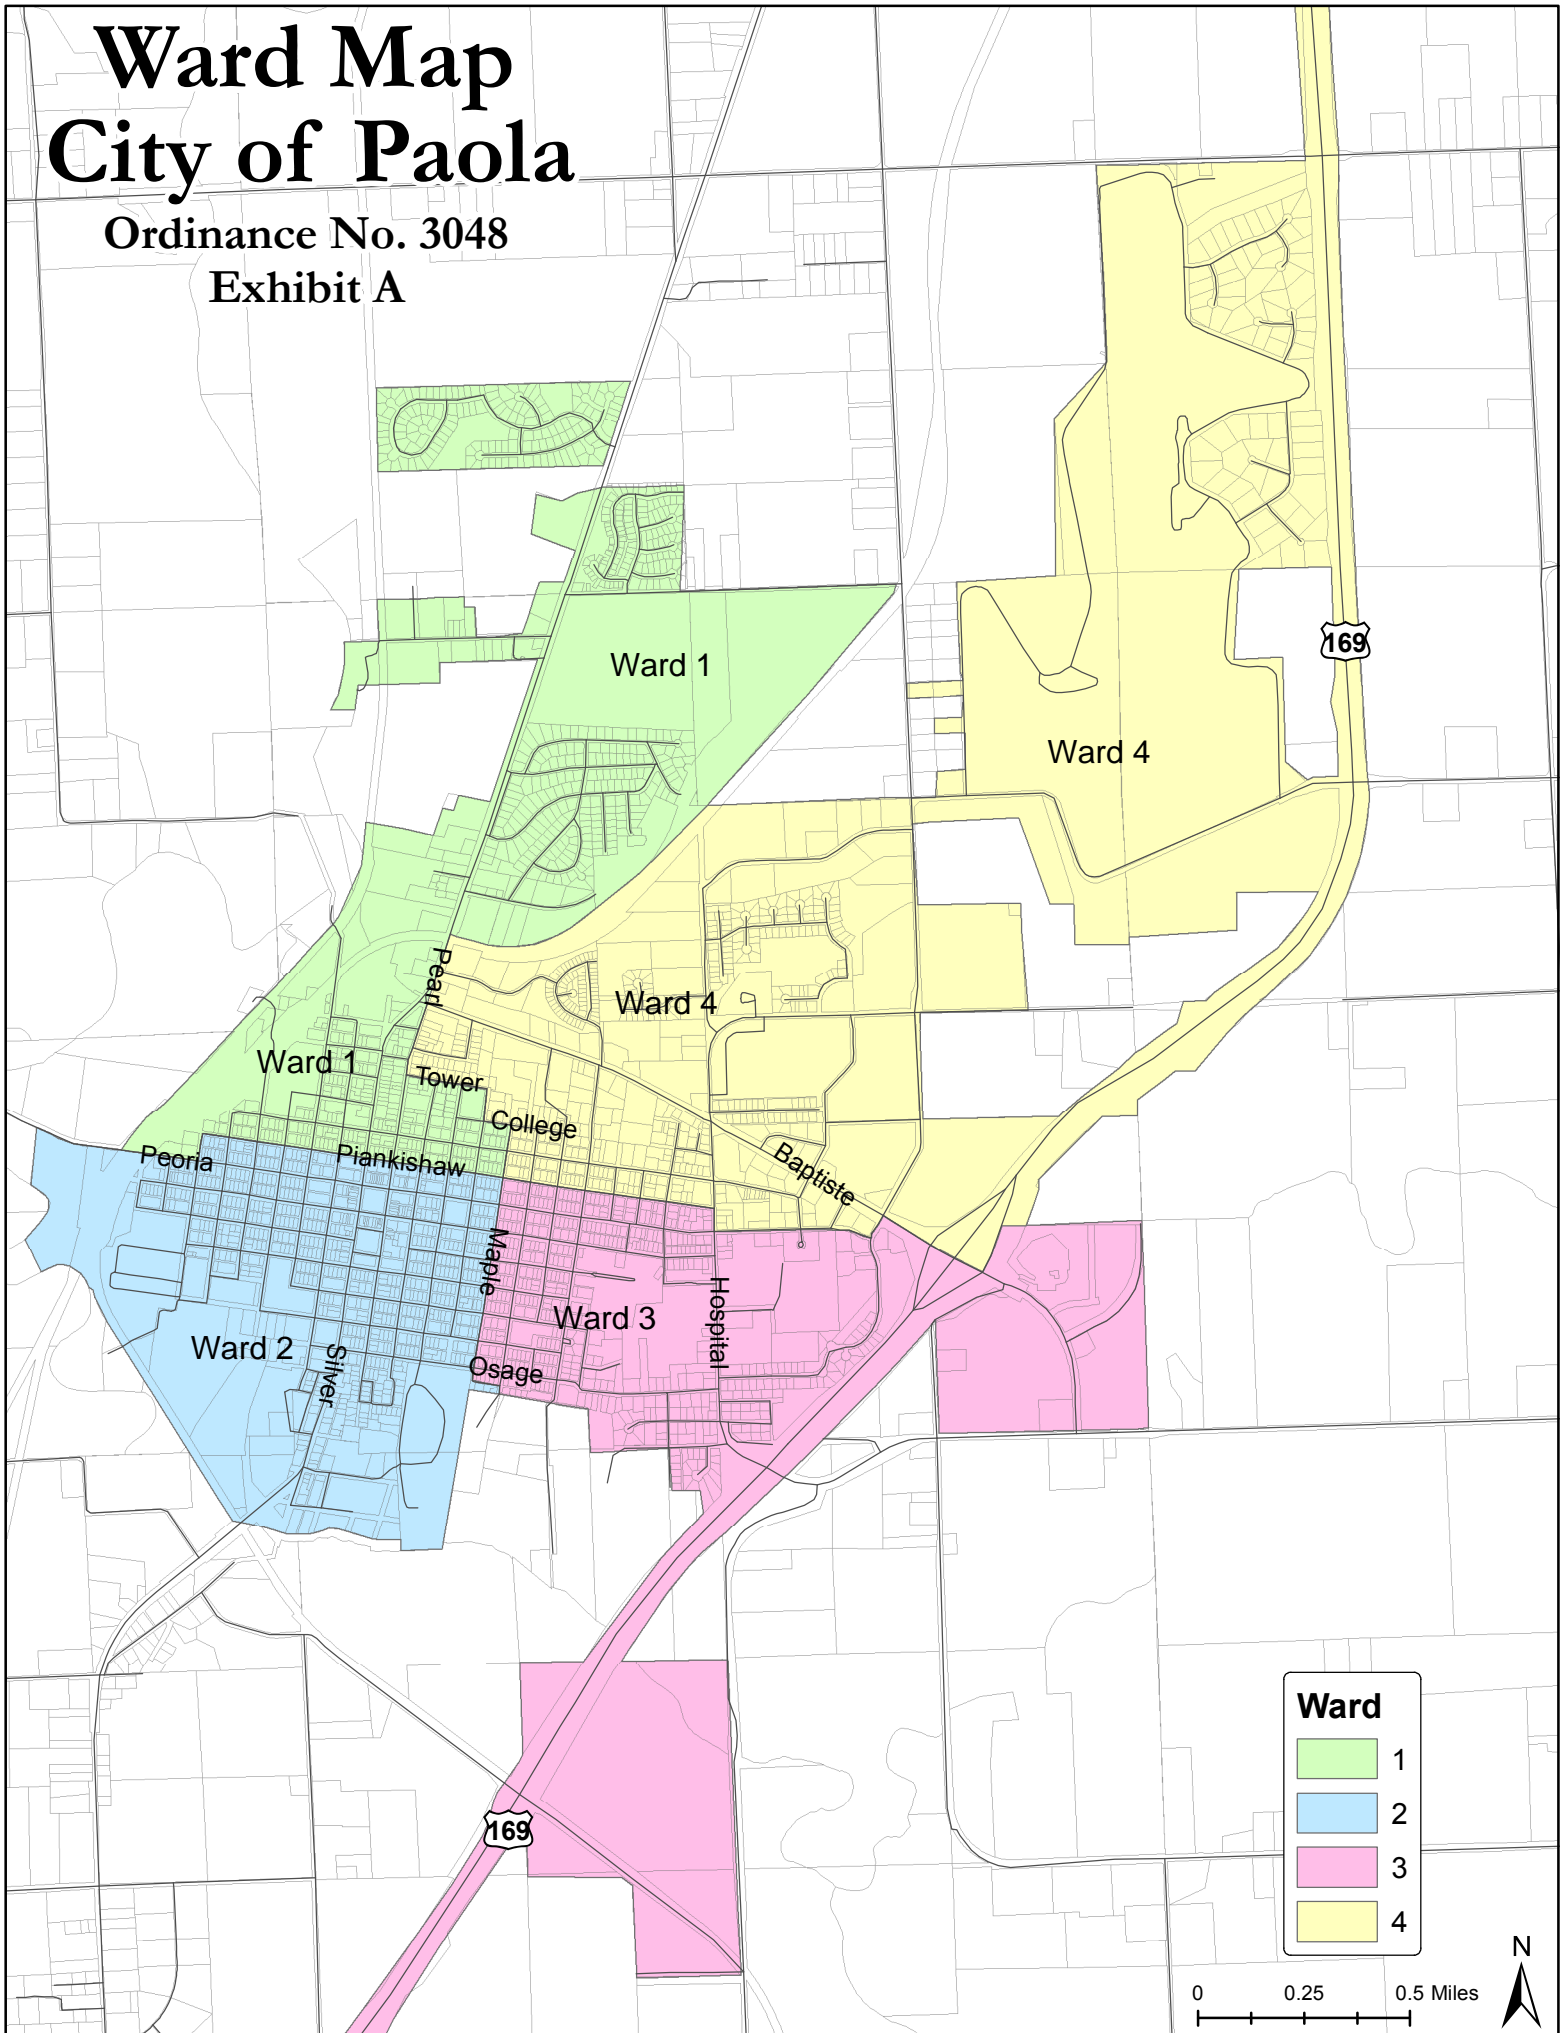 Ward Map
City of Paola
Ordinance No. 3048
Exhibit A
169
Ward 1
Ward 4
Pearl
Ward 4
Ward 1
Tower
College
Peoria
Piankishaw
Baptiste
Maple
Hospital
Ward 3
Ward 2
Silver
Osage
169
Ward
1
2
3
4
N
0 0.25 0.5 Miles